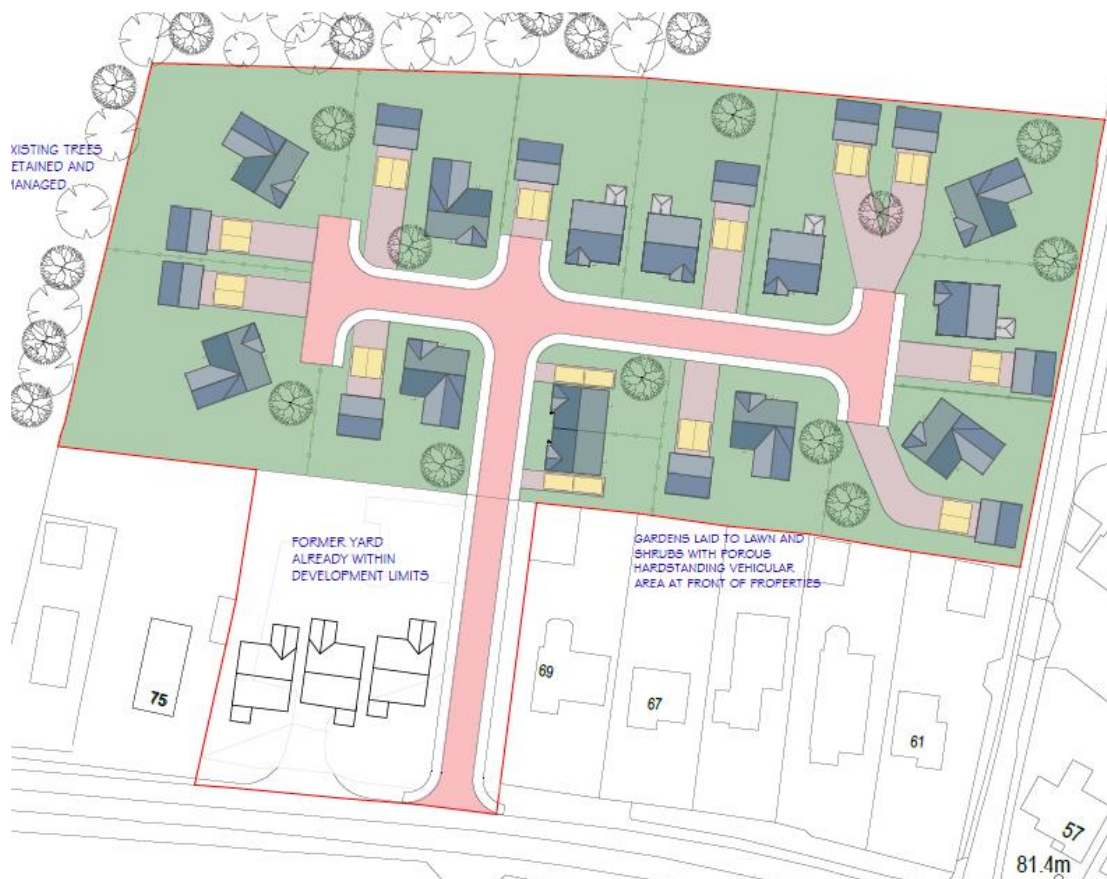 XISTING TREES
ETAINED AND
MANAGED
FORMER YARD
ALREADY WITHIN
DEVELOPMENT LIMITS
GARDENS LAID TO LAWN AND
SHRUBS WITH POROUS
HARDSTANDING VEHICULAR
AREA AT FRONT OF PROPERTIES
75
69
67
61
57
81.4m